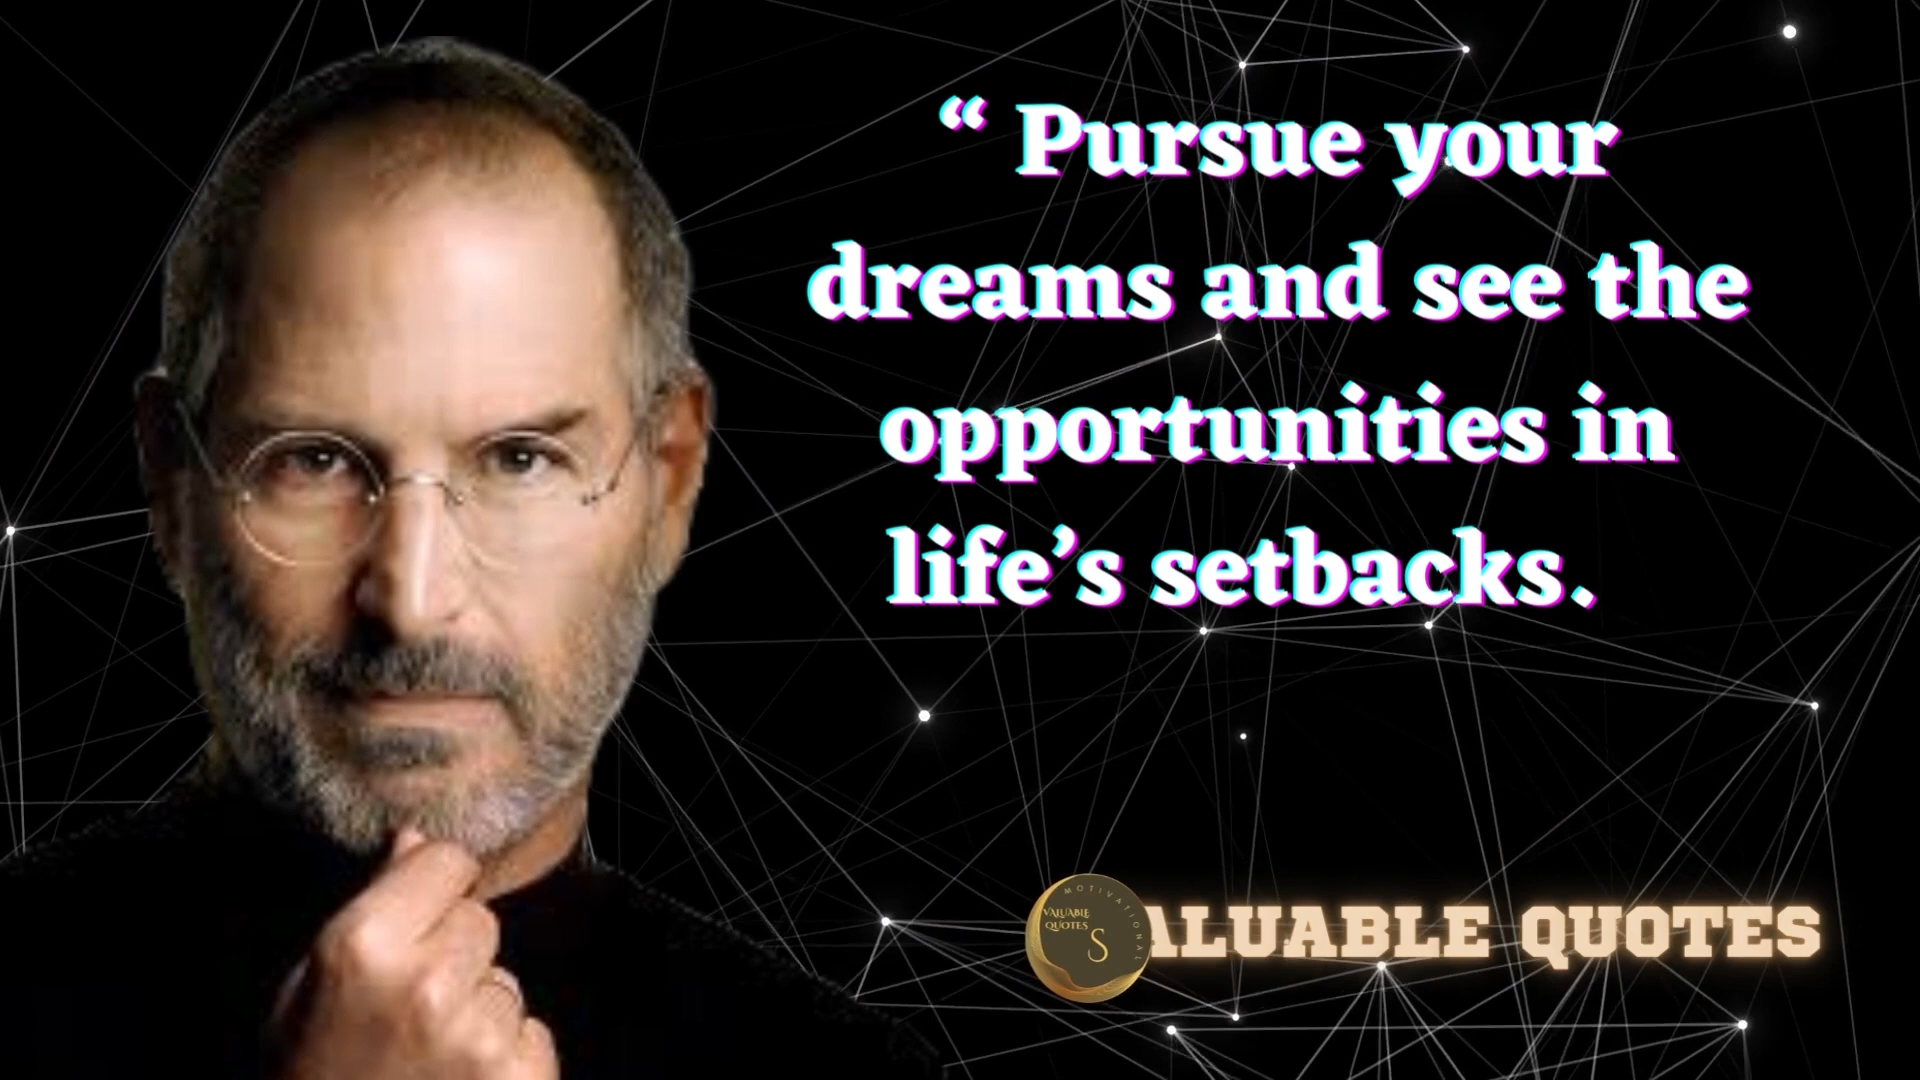 “ Pursue your
dreams and see the
opportunities in
life’s setbacks.
MOTIVATIONAL
VALUABLE
QUOTES
S
ALUABLE QUOTES